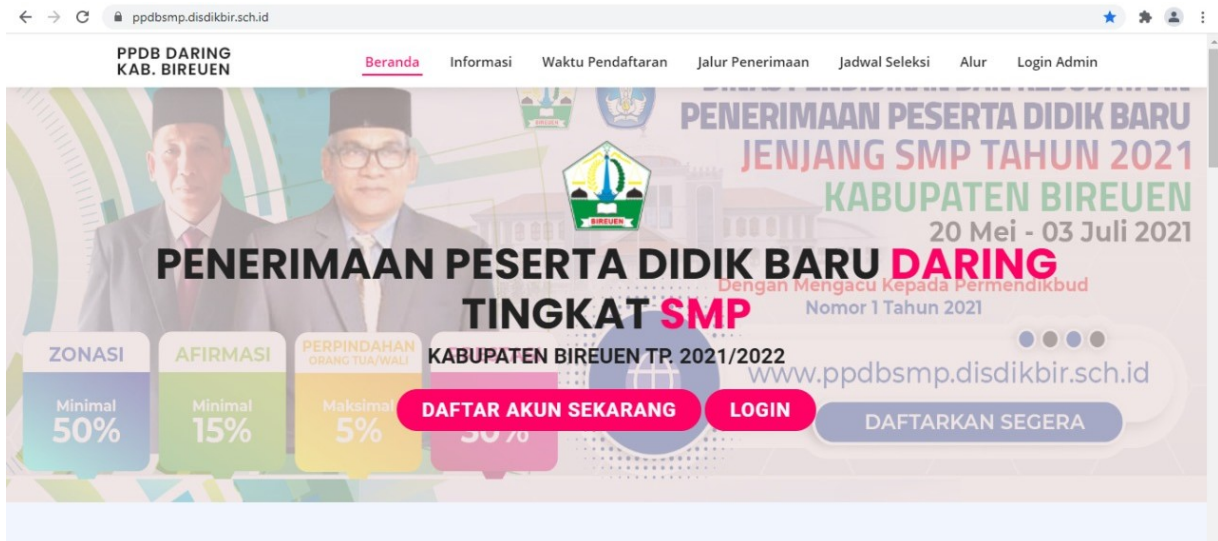 ppdbsmp.disdikbir.sch.id
PPDB DARING
KAB. BIREUEN
Beranda
Informasi
Waktu Pendaftaran
Jalur Penerimaan
Jadwal Seleksi
Alur
Login Admin
PENERIMAAN PESERTA DIDIK BARU
JENJANG SMP TAHUN 2021
KABUPATEN BIREUEN
20 Mei - 03 Juli 2021
BIREUEN
PENERIMAAN PESERTA DIDIK BARU DARING
TINGKAT SMP
Dengan Mengacu Kepada Permendikbud
Nomor 1 Tahun 2021
KABUPATEN BIREUEN TP. 2021/2022
www.ppdbsmp.disdikbir.sch.id
DAFTAR AKUN SEKARANG
LOGIN
DAFTARKAN SEGERA
ZONASI
Minimal
50%
AFIRMASI
Minimal
15%
PERPINDAHAN
ORANG TUA/WALI
Maksimal
5%
30%